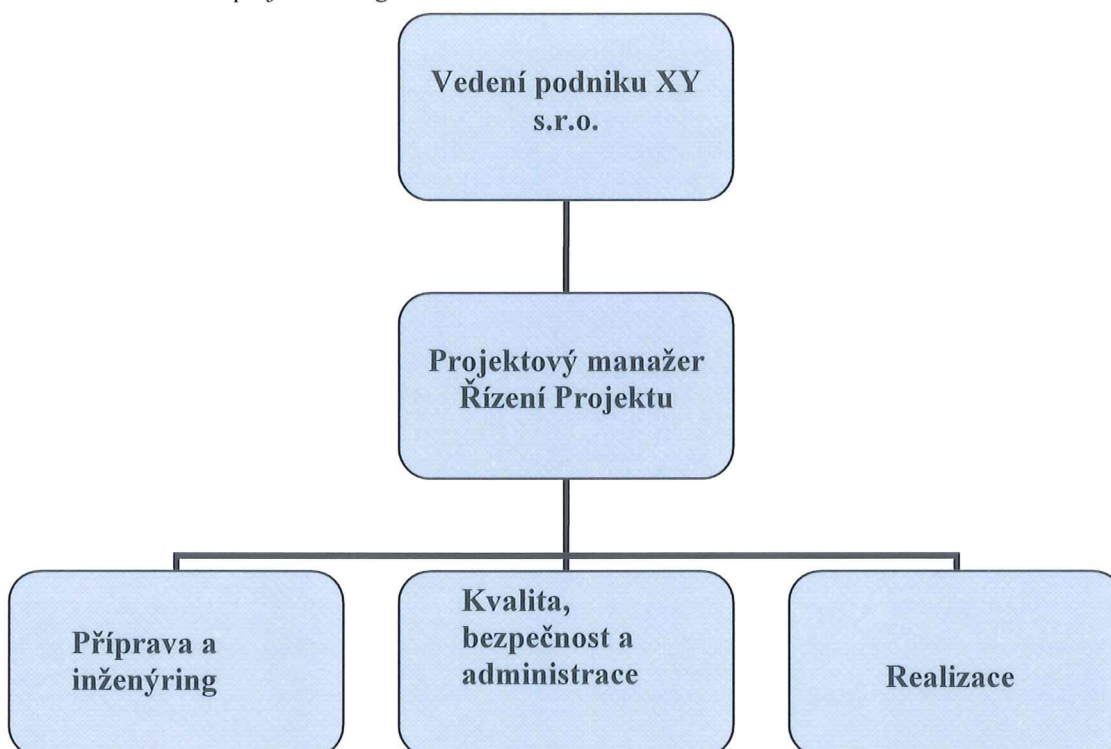 Vedení podniku XY
s.r.o.
Projektový manažer
Řízení Projektu
Příprava a
inženýring
Kvalita,
bezpečnost a
administrace
Realizace